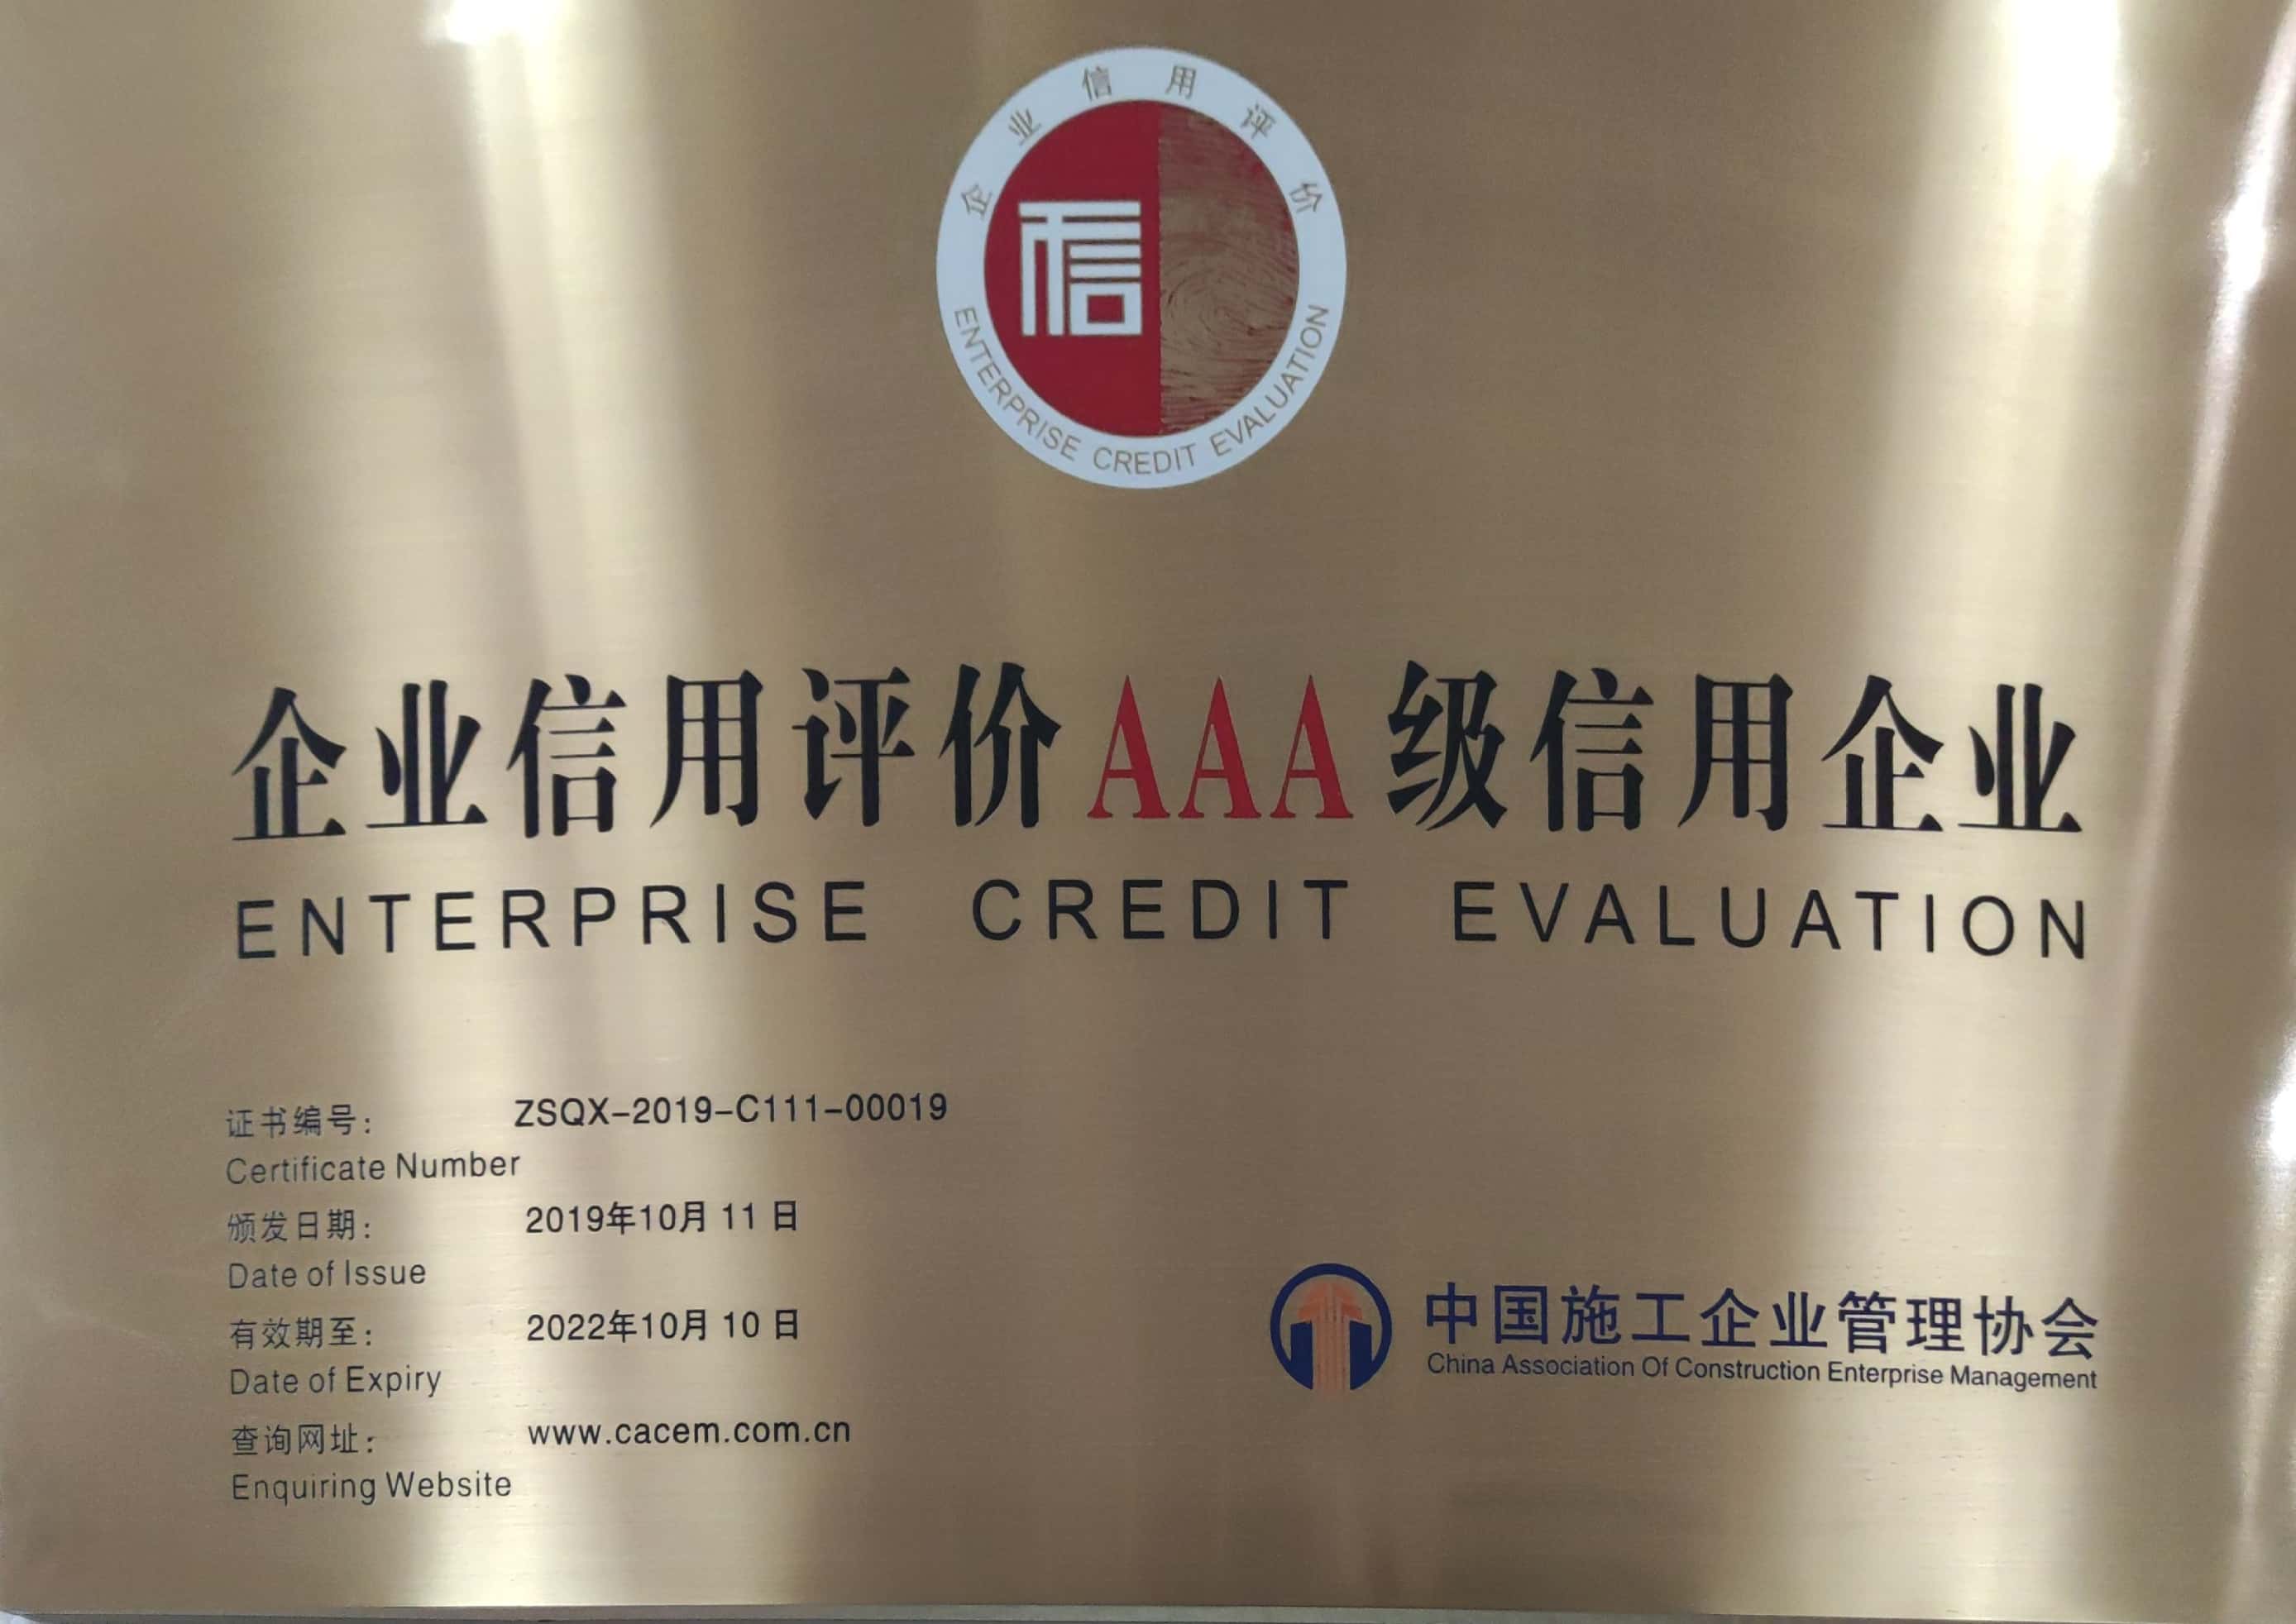 企业信用评价
信
ENTERPRISE CREDIT EVALUATION
企业信用评价AAA级信用企业
ENTERPRISE CREDIT EVALUATION
证书编号: ZSQX-2019-C111-00019
Certificate Number
颁发日期: 2019年10月11日
Date of Issue
有效期至: 2022年10月10日
Date of Expiry
查询网址: www.cacem.com.cn
Enquiring Website
中国施工企业管理协会
China Association Of Construction Enterprise Management